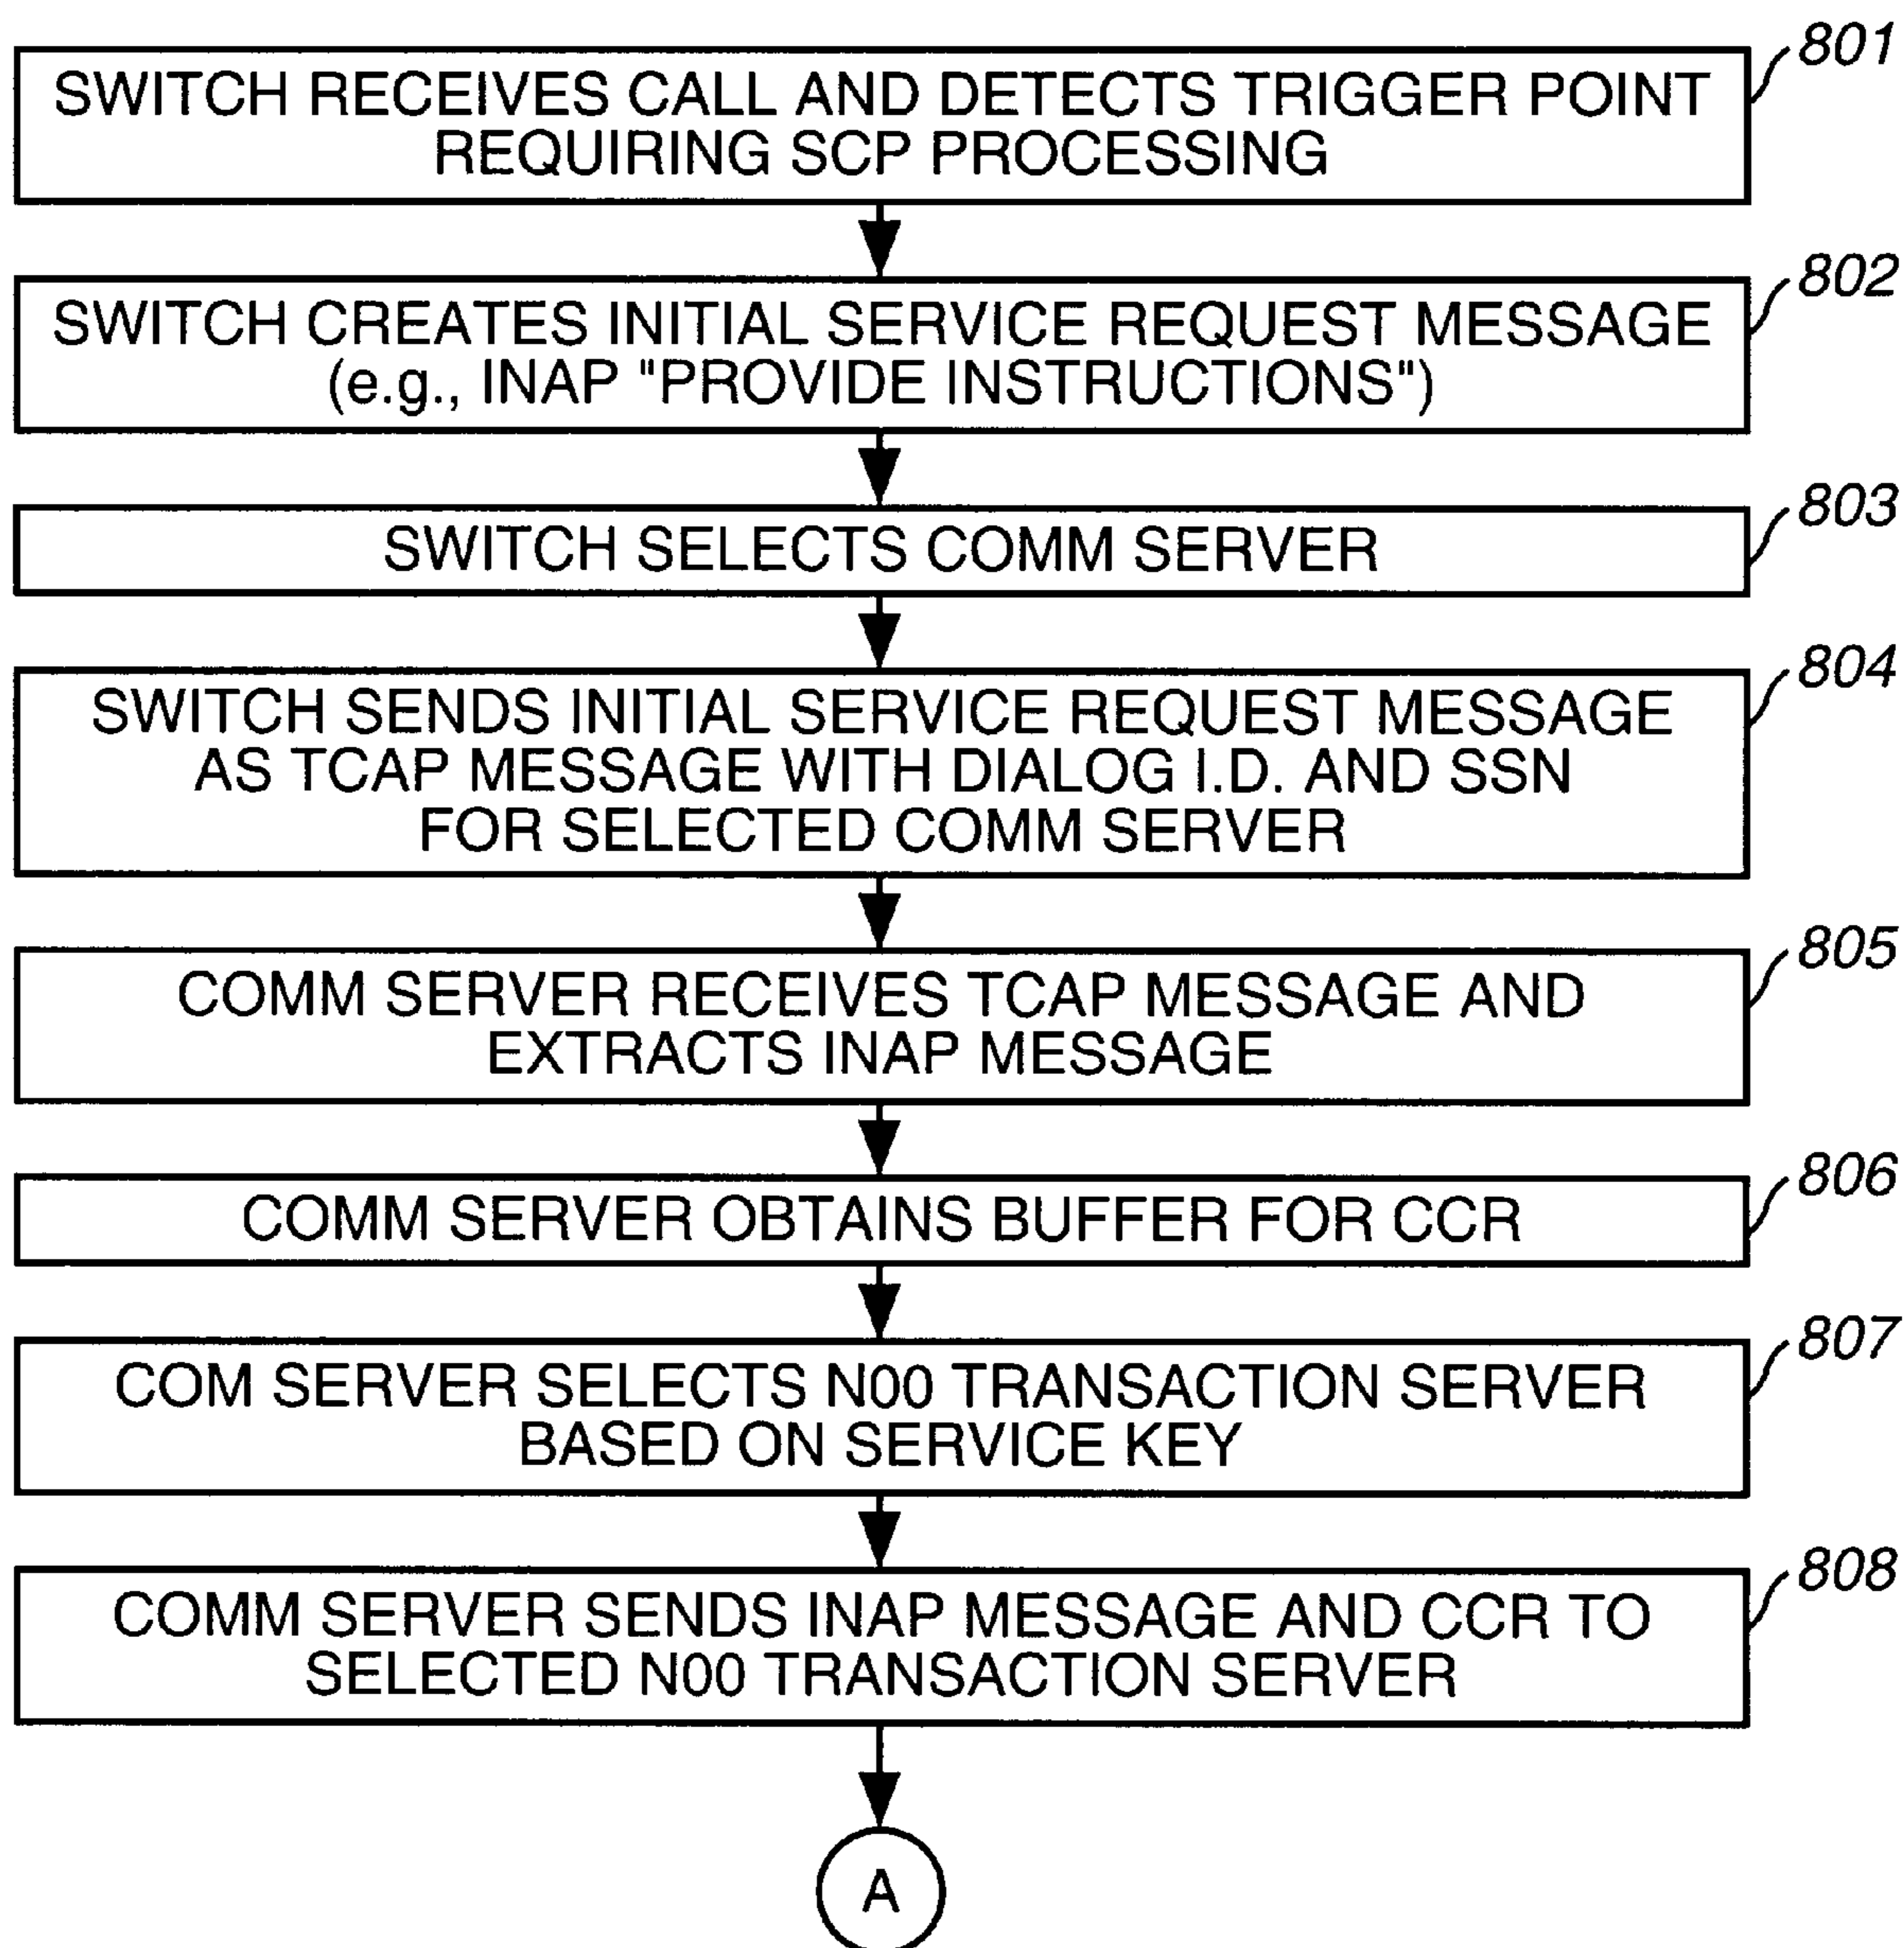 801
SWITCH RECEIVES CALL AND DETECTS TRIGGER POINT
REQUIRING SCP PROCESSING
802
SWITCH CREATES INITIAL SERVICE REQUEST MESSAGE
(e.g., INAP "PROVIDE INSTRUCTIONS")
803
SWITCH SELECTS COMM SERVER
804
SWITCH SENDS INITIAL SERVICE REQUEST MESSAGE
AS TCAP MESSAGE WITH DIALOG I.D. AND SSN
FOR SELECTED COMM SERVER
805
COMM SERVER RECEIVES TCAP MESSAGE AND
EXTRACTS INAP MESSAGE
806
COMM SERVER OBTAINS BUFFER FOR CCR
807
COM SERVER SELECTS N00 TRANSACTION SERVER
BASED ON SERVICE KEY
808
COMM SERVER SENDS INAP MESSAGE AND CCR TO
SELECTED N00 TRANSACTION SERVER
A